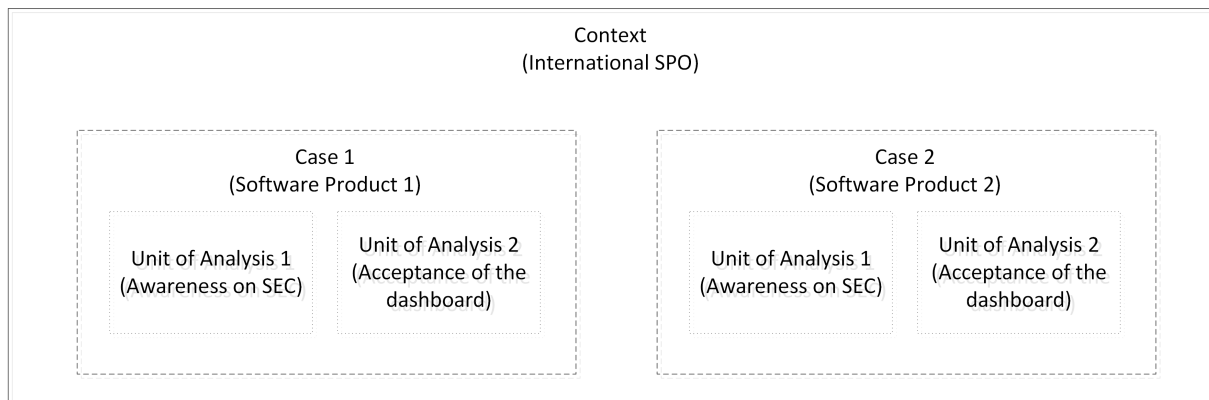 Context
(International SPO)
Case 1
(Software Product 1)
Unit of Analysis 1
(Awareness on SEC)
Unit of Analysis 2
(Acceptance of the
dashboard)
Case 2
(Software Product 2)
Unit of Analysis 1
(Awareness on SEC)
Unit of Analysis 2
(Acceptance of the
dashboard)